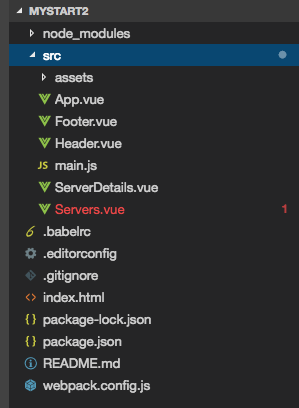 MYSTART2
node_modules
src
assets
App.vue
Footer.vue
Header.vue
JS main.js
ServerDetails.vue
Servers.vue 1
.babelrc
.editorconfig
.gitignore
index.html
package-lock.json
package.json
README.md
webpack.config.js